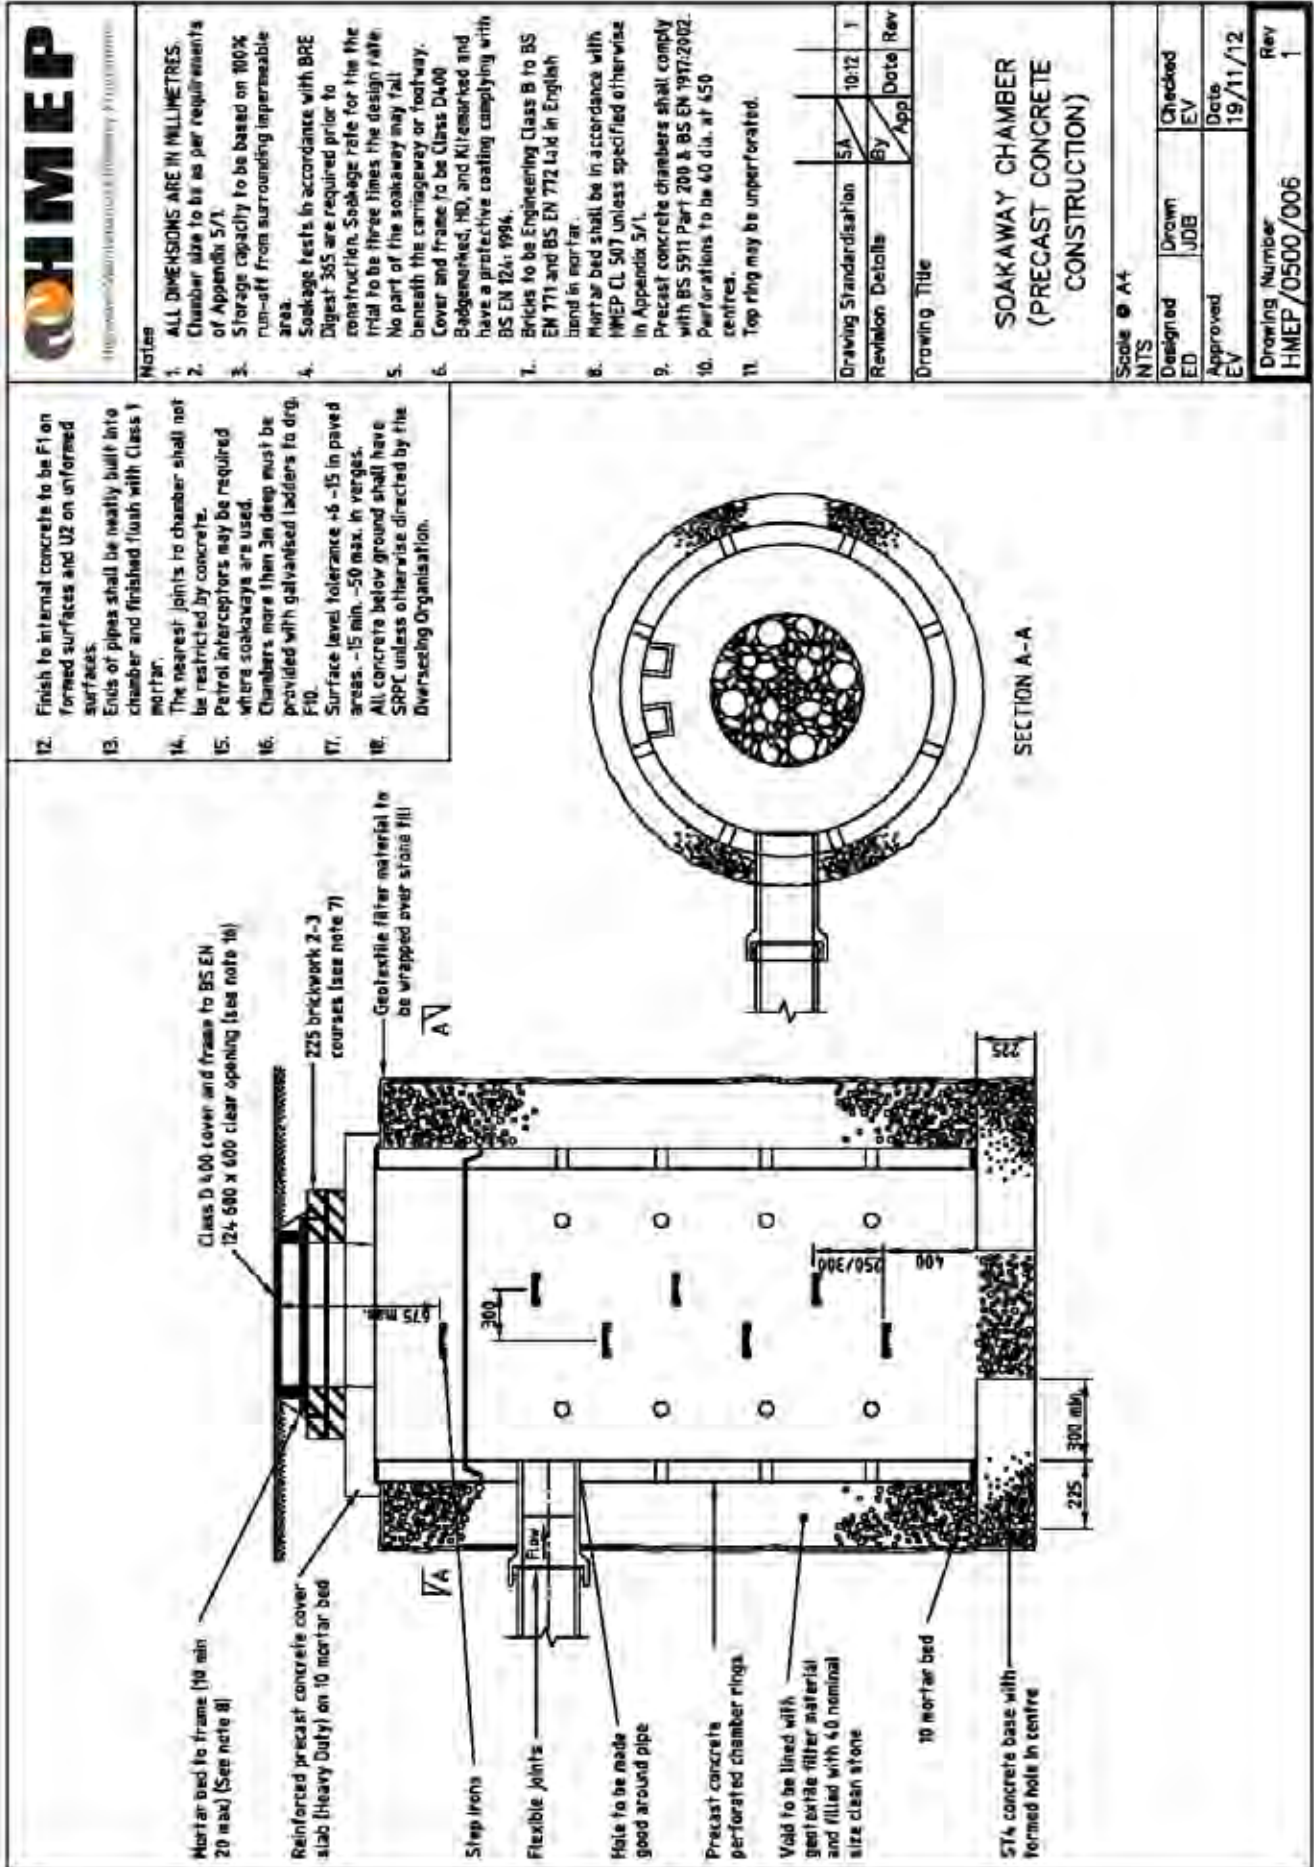 Class D 400 cover and frame to BS EN
124 600 x 600 clear opening (see note 16)
225 brickwork 2-3
courses (see note 7)
Geotextile filter material to
be wrapped over stone fill
Mortar bed to frame (10 min
20 max) (See note 8)
Reinforced precast concrete cover
slab (Heavy Duty) on 10 mortar bed
Step irons
Flexible joints
Hole to be made
good around pipe
Precast concrete
perforated chamber rings
Void to be lined with
geotextile filter material
and filled with 40 nominal
size clean stone
10 mortar bed
ST4 concrete base with
formed hole in centre
675 max.
300
Flow
A
A
250/300
400
225
300 min.
225
SECTION A-A
12. Finish to internal concrete to be F1 on
formed surfaces and U2 on unformed
surfaces.
13. Ends of pipes shall be neatly built into
chamber and finished flush with Class 1
mortar.
14. The nearest joints to chamber shall not
be restricted by concrete.
15. Petrol interceptors may be required
where soakaways are used.
16. Chambers more then 3m deep must be
provided with galvanised ladders to drg.
F10.
17. Surface level tolerance +6 -15 in paved
areas. -15 min. -50 max. in verges.
18. All concrete below ground shall have
SRPC unless otherwise directed by the
Overseeing Organisation.
HMEP
Highways Maintenance Efficiency Programme
Notes
1. ALL DIMENSIONS ARE IN MILLIMETRES.
2. Chamber size to be as per requirements
of Appendix 5/1.
3. Storage capacity to be based on 100%
run-off from surrounding impermeable
area.
4. Soakage tests in accordance with BRE
Digest 365 are required prior to
construction. Soakage rate for the the
trial to be three times the design rate.
5. No part of the soakaway may fall
beneath the carriageway or footway.
6. Cover and frame to be Class D400
Badgemarked, HD, and Kitemarked and
have a protective coating complying with
BS EN 124: 1994.
7. Bricks to be Engineering Class B to BS
EN 771 and BS EN 772 Laid in English
bond in mortar.
8. Mortar bed shall be in accordance with
HMEP CL 507 unless specified otherwise
in Appendix 5/1.
9. Precast concrete chambers shall comply
with BS 5911 Part 200 & BS EN 1917:2002.
10. Perforations to be 40 dia. at 450
centres.
11. Top ring may be unperforated.
Drawing Standardisation SA 10:12 1
Revision Details By App Date Rev
Drawing Title
SOAKAWAY CHAMBER
(PRECAST CONCRETE
CONSTRUCTION)
Scale @ A4
NTS
Designed Drawn Checked
ED JDB EV
Approved Date
EV 19/11/12
Drawing Number Rev
HMEP/0500/006 1